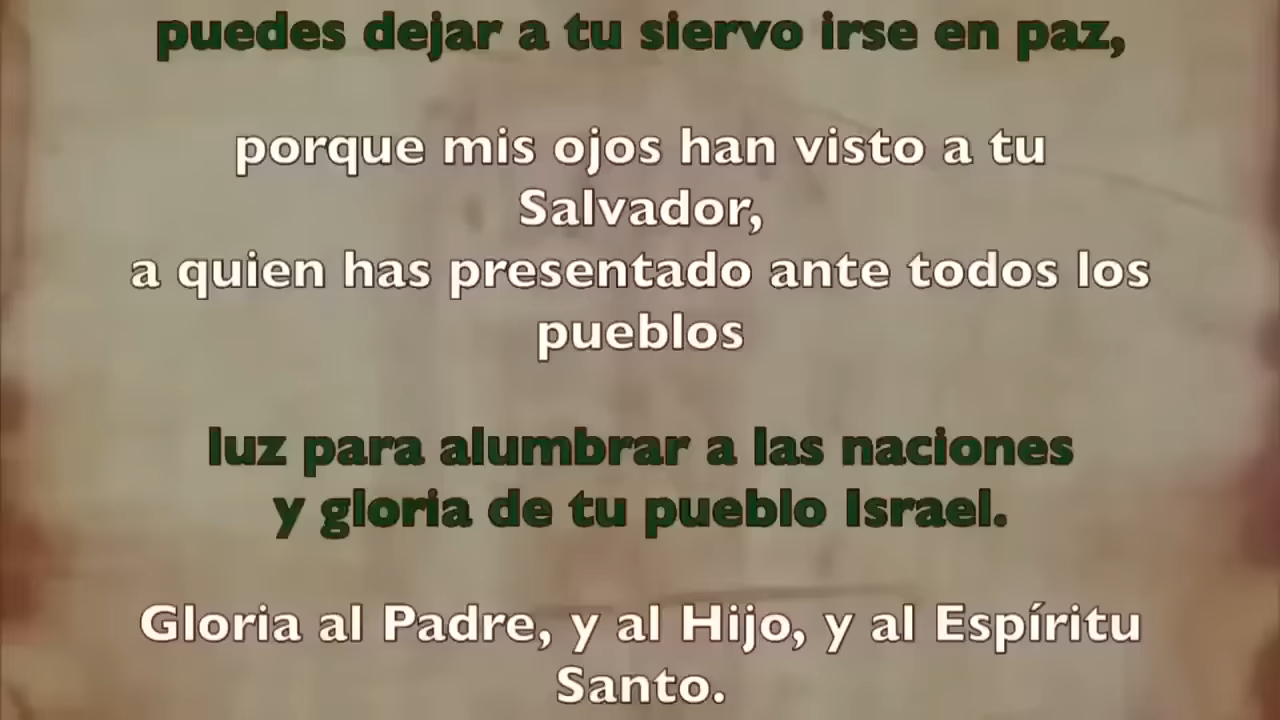 puedes dejar a tu siervo irse en paz,
porque mis ojos han visto a tu
Salvador,
a quien has presentado ante todos los
pueblos
luz para alumbrar a las naciones
y gloria de tu pueblo Israel.
Gloria al Padre, y al Hijo, y al Espíritu
Santo.